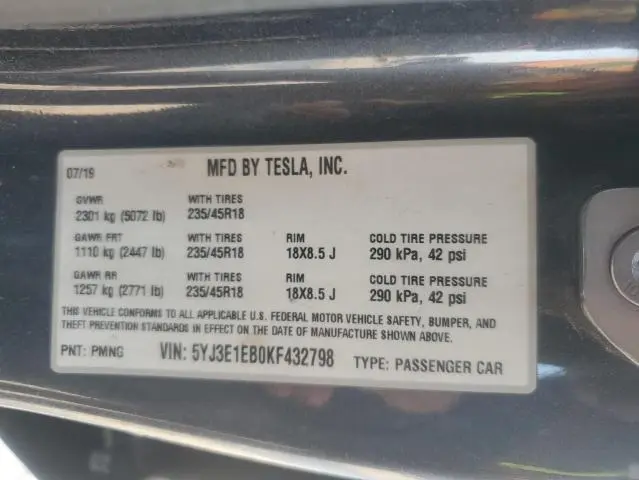 07/19 MFD BY TESLA, INC.
GVWR WITH TIRES
2301 kg (5072 lb) 235/45R18
GAWR FRT WITH TIRES RIM COLD TIRE PRESSURE
1110 kg (2447 lb) 235/45R18 18X8.5 J 290 kPa, 42 psi
GAWR RR WITH TIRES RIM COLD TIRE PRESSURE
1257 kg (2771 lb) 235/45R18 18X8.5 J 290 kPa, 42 psi
THIS VEHICLE CONFORMS TO ALL APPLICABLE U.S. FEDERAL MOTOR VEHICLE SAFETY, BUMPER, AND
THEFT PREVENTION STANDARDS IN EFFECT ON THE DATE OF MANUFACTURE SHOWN ABOVE.
PNT: PMNG VIN: 5YJ3E1EB0KF432798 TYPE: PASSENGER CAR